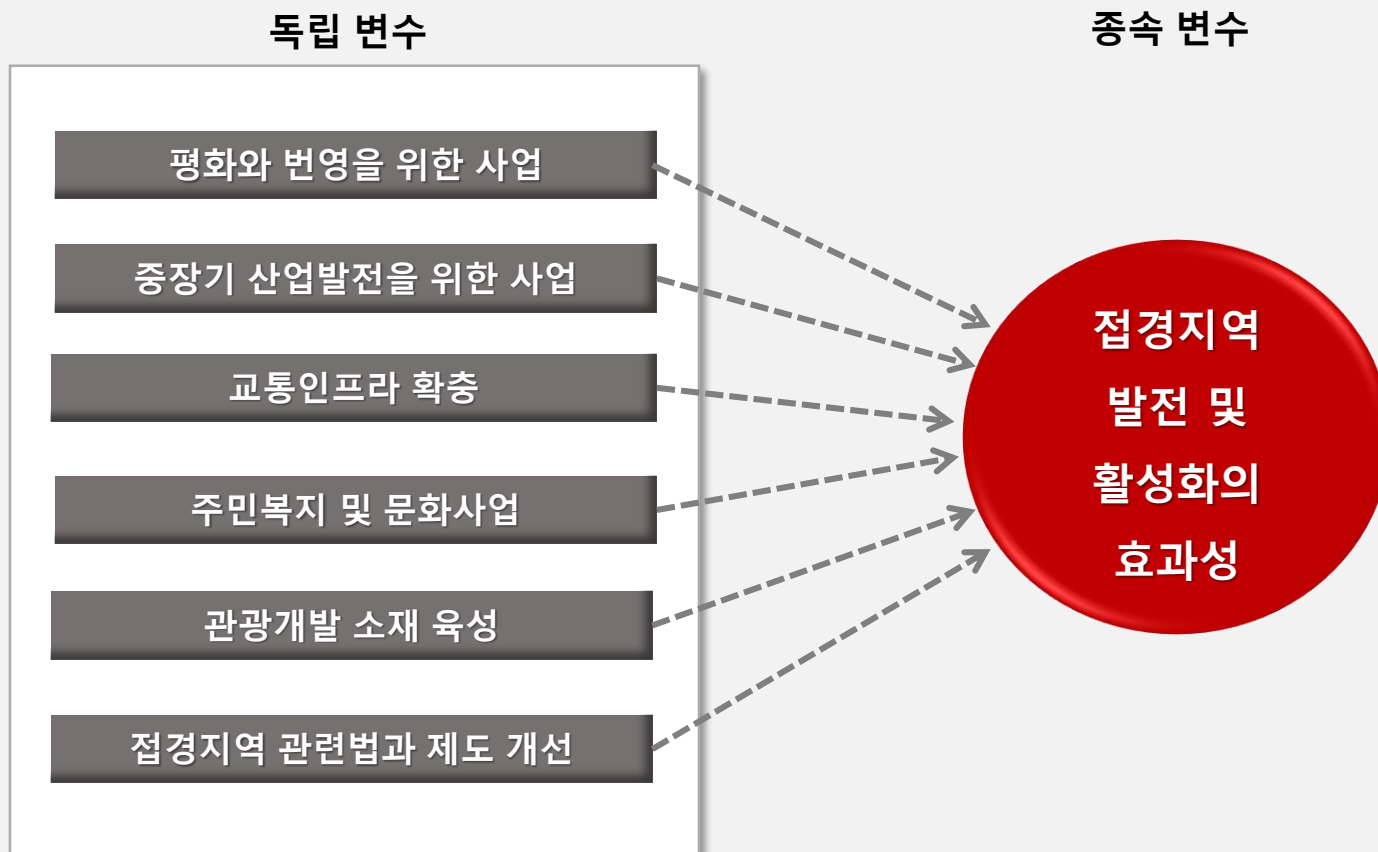 독립 변수
종속 변수
평화와 번영을 위한 사업
중장기 산업발전을 위한 사업
교통인프라 확충
주민복지 및 문화사업
관광개발 소재 육성
접경지역 관련법과 제도 개선
접경지역
발전 및
활성화의
효과성